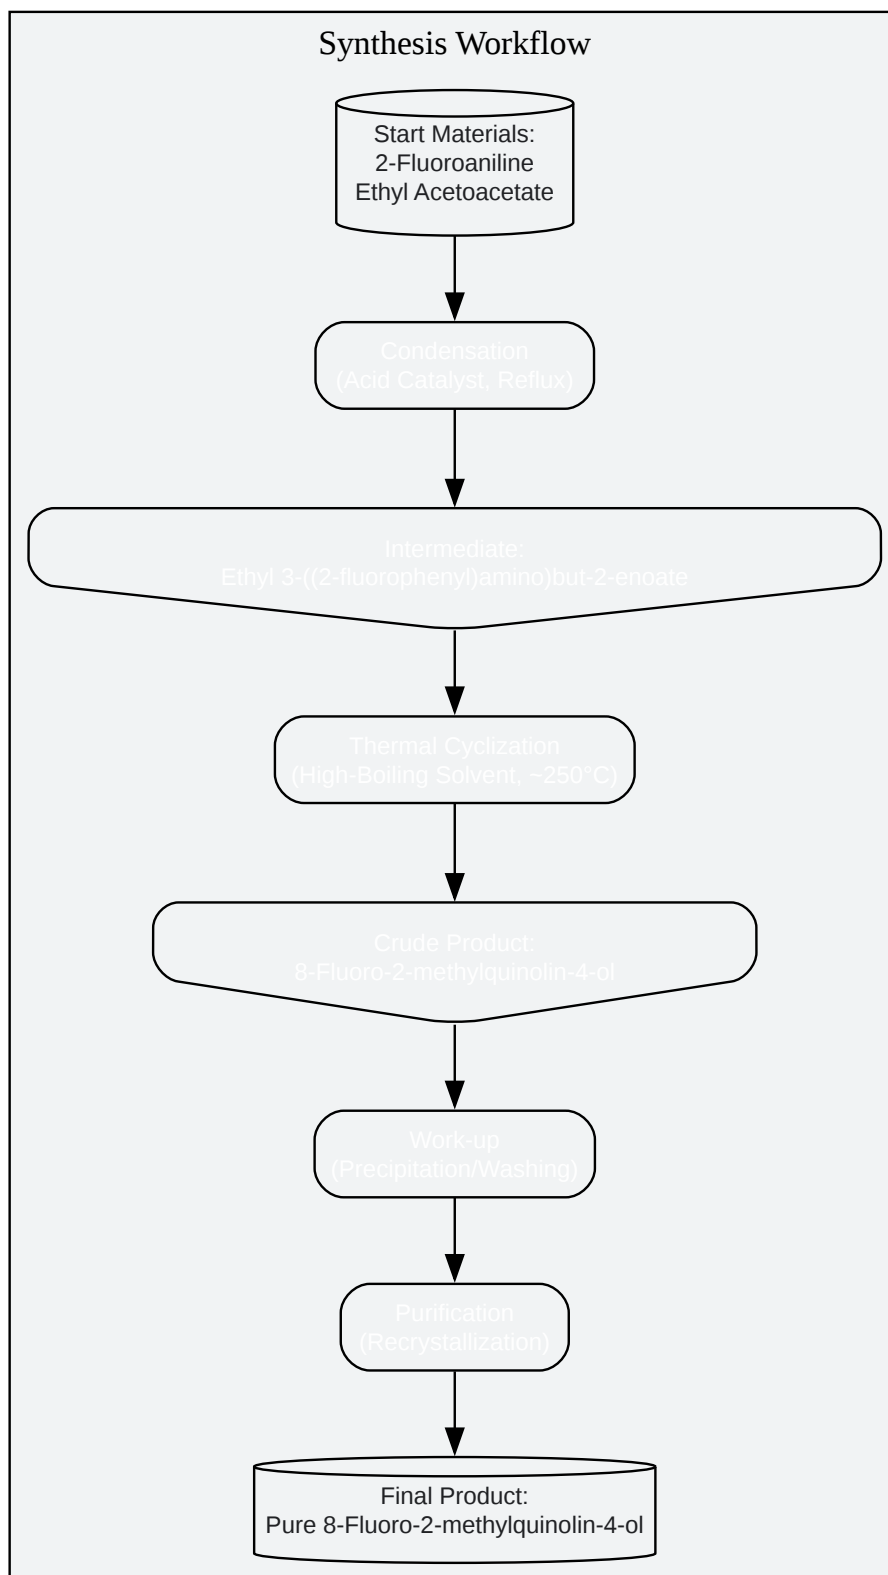 Synthesis Workflow
Start Materials:
2-Fluoroaniline
Ethyl Acetoacetate
Condensation
(Acid Catalyst, Reflux)
Intermediate:
Ethyl 3-((2-fluorophenyl)amino)but-2-enoate
Thermal Cyclization
(High-Boiling Solvent, ~250°C)
Crude Product:
8-Fluoro-2-methylquinolin-4-ol
Work-up
(Precipitation/Washing)
Purification
(Recrystallization)
Final Product:
Pure 8-Fluoro-2-methylquinolin-4-ol